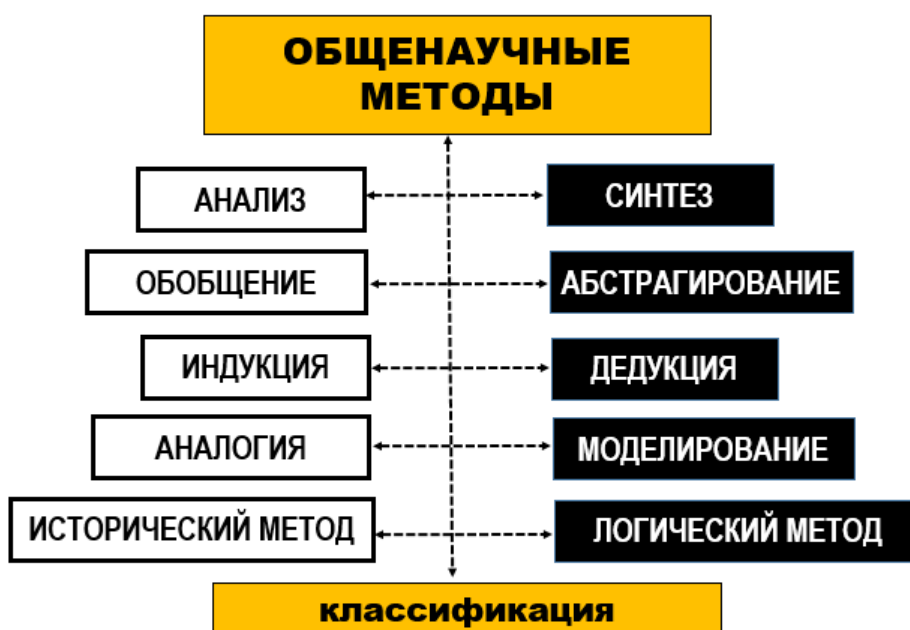 ОБЩЕНАУЧНЫЕ
МЕТОДЫ
АНАЛИЗ
СИНТЕЗ
ОБОБЩЕНИЕ
АБСТРАГИРОВАНИЕ
ИНДУКЦИЯ
ДЕДУКЦИЯ
АНАЛОГИЯ
МОДЕЛИРОВАНИЕ
ИСТОРИЧЕСКИЙ МЕТОД
ЛОГИЧЕСКИЙ МЕТОД
классификация